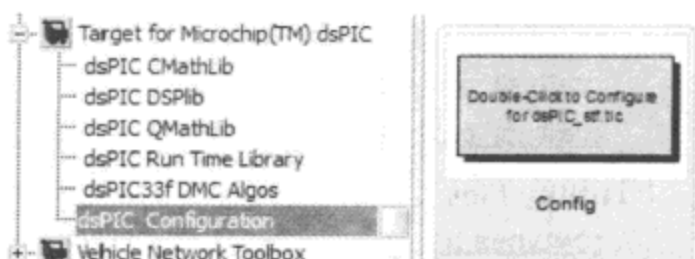 Target for Microchip(TM) dsPIC
dsPIC CMathLib
dsPIC DSPlib
dsPIC QMathLib
dsPIC Run Time Library
dsPIC33f DMC Algos
dsPIC Configuration
Vehicle Network Toolbox
Double-Click to Configure
for dsPIC_stf.tlc
Config